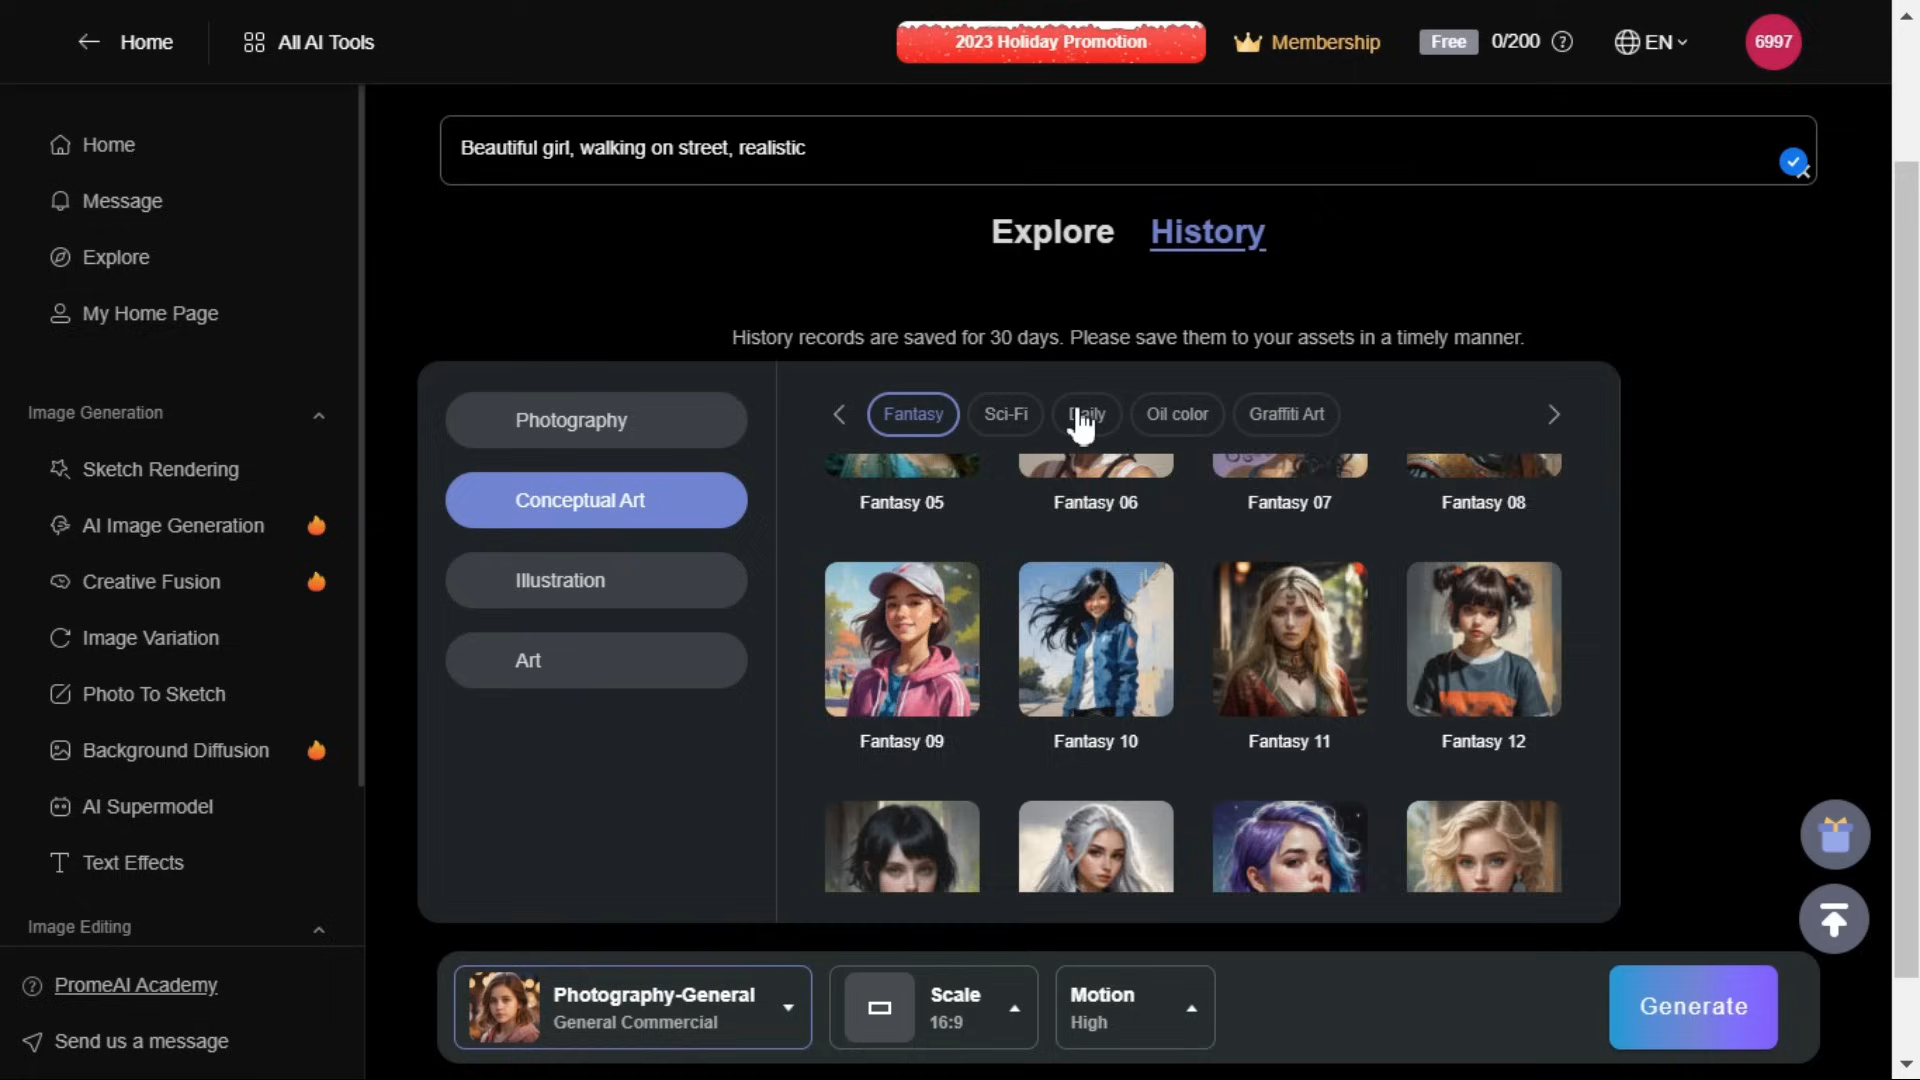 Home
All AI Tools
2023 Holiday Promotion
Membership
Free
0/200
?
EN
6997
Home
Message
Explore
My Home Page
Image Generation
Sketch Rendering
AI Image Generation
Creative Fusion
Image Variation
Photo To Sketch
Background Diffusion
AI Supermodel
Text Effects
Image Editing
? PromeAI Academy
Send us a message
Beautiful girl, walking on street, realistic
Explore History
History records are saved for 30 days. Please save them to your assets in a timely manner.
Photography
Conceptual Art
Illustration
Art
Fantasy Sci-Fi Daily Oil color Graffiti Art
Fantasy 05 Fantasy 06 Fantasy 07 Fantasy 08
Fantasy 09 Fantasy 10 Fantasy 11 Fantasy 12
Photography-General
General Commercial
Scale
16:9
Motion
High
Generate